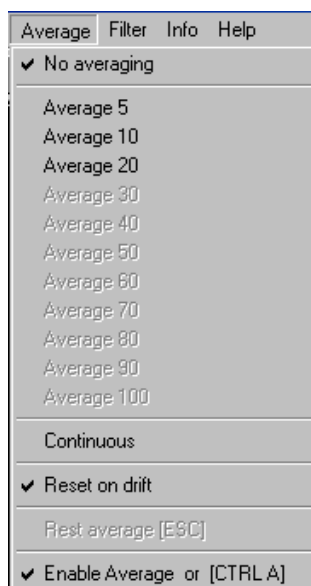 Average Filter Info Help
✔ No averaging
Average 5
Average 10
Average 20
Average 30
Average 40
Average 50
Average 60
Average 70
Average 80
Average 90
Average 100
Continuous
✔ Reset on drift
Rest average [ESC]
✔ Enable Average or [CTRL A]